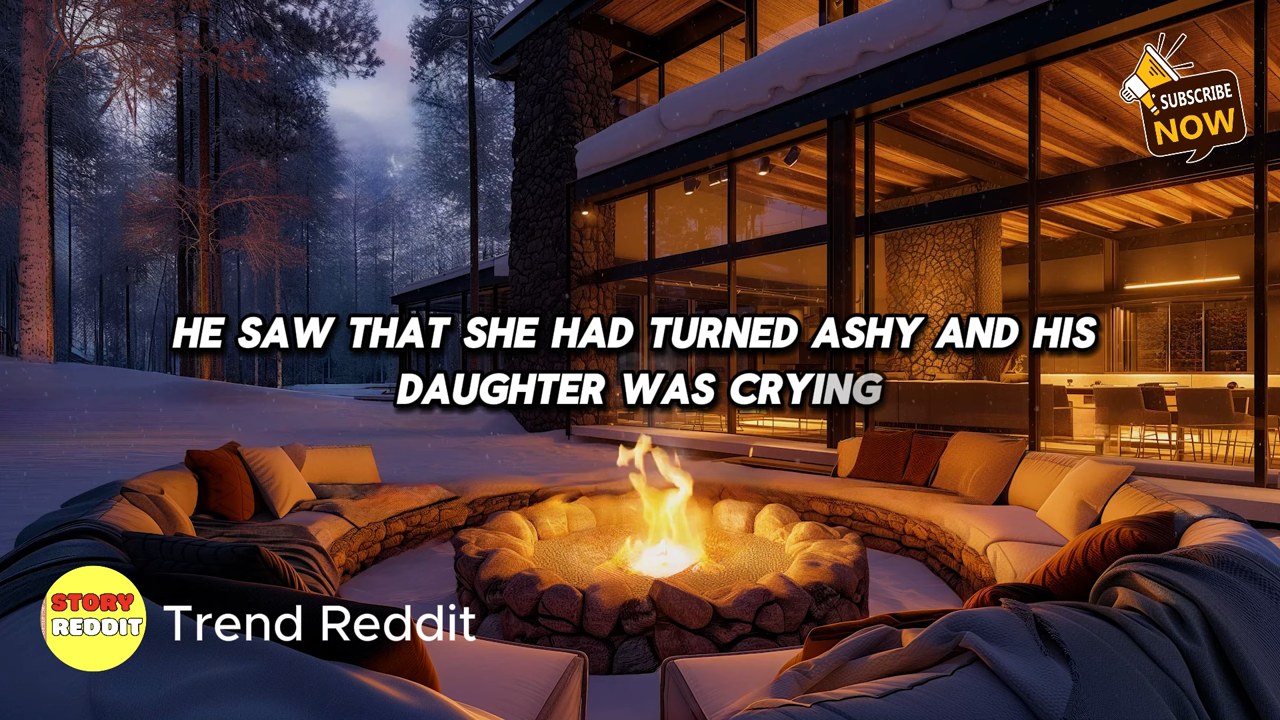 SUBSCRIBE
NOW
HE SAW THAT SHE HAD TURNED ASHY AND HIS
DAUGHTER WAS CRYING
STORY
REDDIT
Trend Reddit